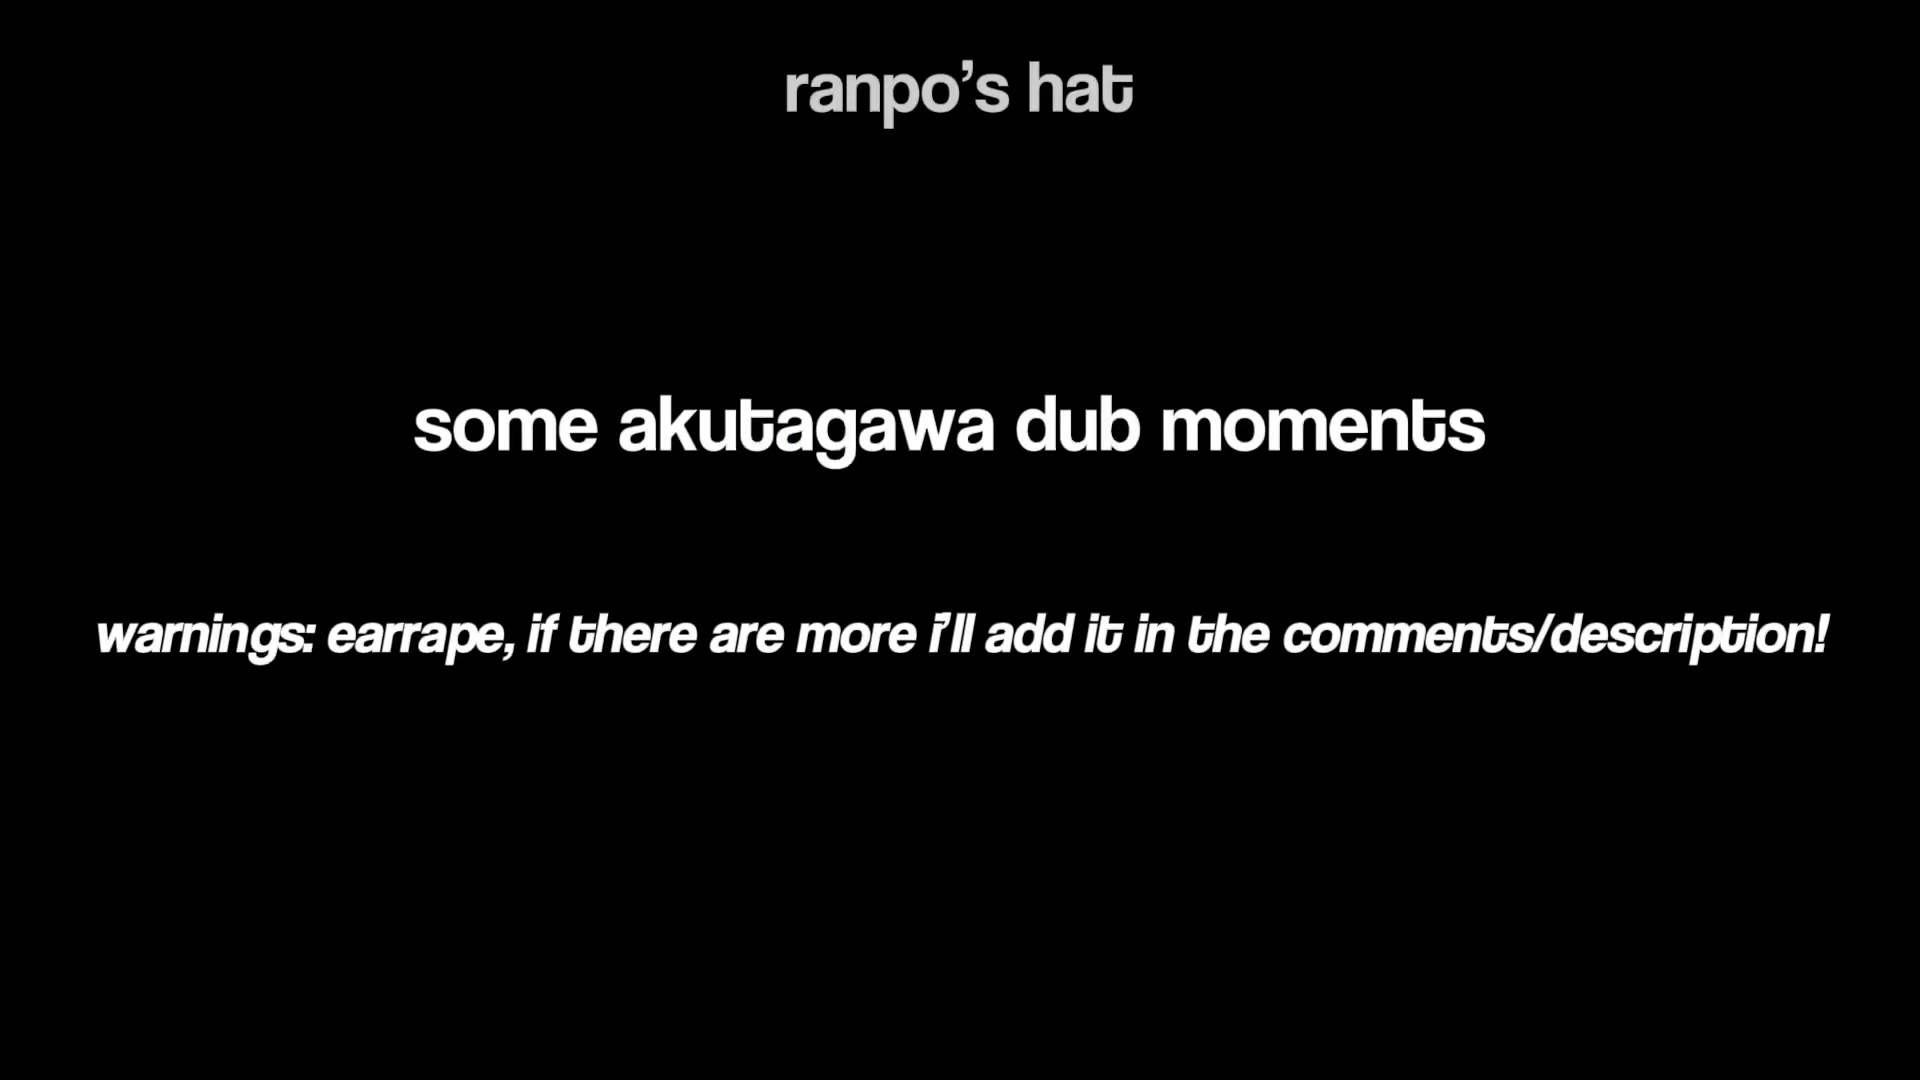 ranpo’s hat
some akutagawa dub moments
warnings: earrape, if there are more i’ll add it in the comments/description!